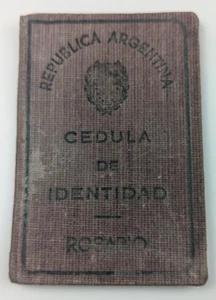 REPUBLICA ARGENTINA
CEDULA
DE
IDENTIDAD
ROSARIO